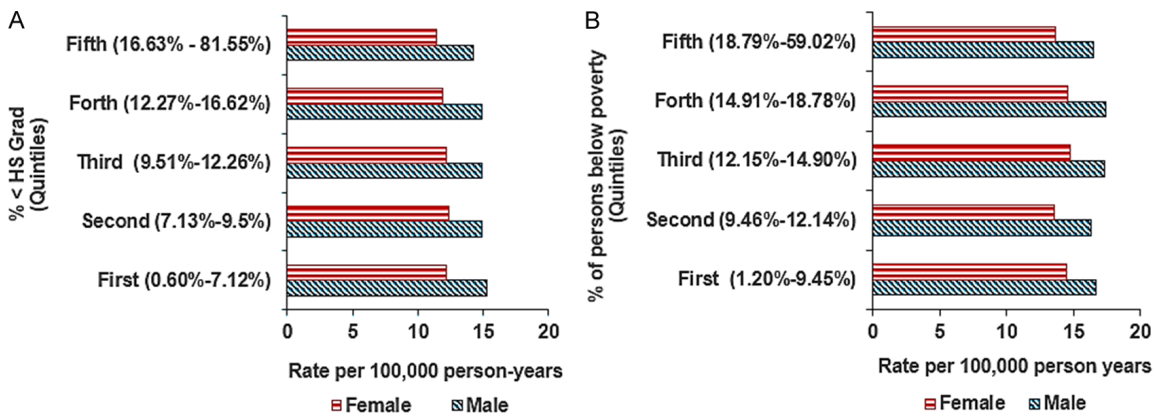 A
% < HS Grad
(Quintiles)
Fifth (16.63% - 81.55%)
Forth (12.27%-16.62%)
Third (9.51%-12.26%)
Second (7.13%-9.5%)
First (0.60%-7.12%)
0 5 10 15 20
Rate per 100,000 person-years
Female Male
B
% of persons below poverty
(Quintiles)
Fifth (18.79%-59.02%)
Forth (14.91%-18.78%)
Third (12.15%-14.90%)
Second (9.46%-12.14%)
First (1.20%-9.45%)
0 5 10 15 20
Rate per 100,000 person years
Female Male